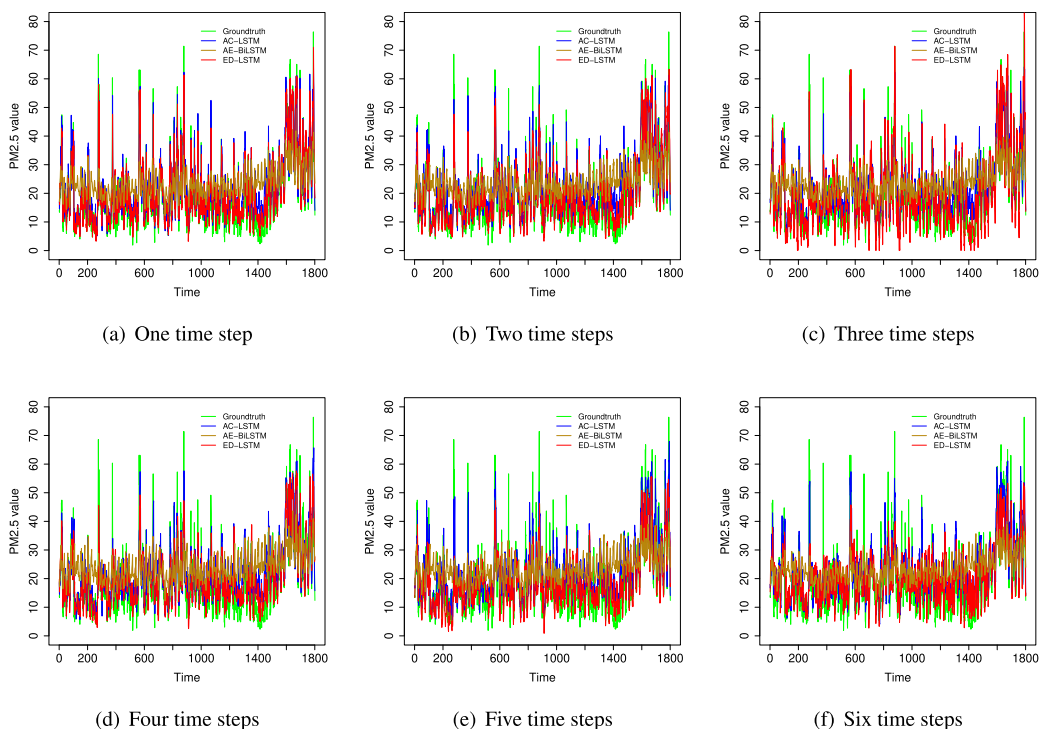 Groundtruth
AC-LSTM
AE-BiLSTM
ED-LSTM
PM2.5 value
0 10 20 30 40 50 60 70 80
0 200 600 1000 1400 1800
Time
(a) One time step
Groundtruth
AC-LSTM
AE-BiLSTM
ED-LSTM
PM2.5 value
0 10 20 30 40 50 60 70 80
0 200 600 1000 1400 1800
Time
(b) Two time steps
Groundtruth
AC-LSTM
AE-BiLSTM
ED-LSTM
PM2.5 value
0 10 20 30 40 50 60 70 80
0 200 600 1000 1400 1800
Time
(c) Three time steps
Groundtruth
AC-LSTM
AE-BiLSTM
ED-LSTM
PM2.5 value
0 10 20 30 40 50 60 70 80
0 200 600 1000 1400 1800
Time
(d) Four time steps
Groundtruth
AC-LSTM
AE-BiLSTM
ED-LSTM
PM2.5 value
0 10 20 30 40 50 60 70 80
0 200 600 1000 1400 1800
Time
(e) Five time steps
Groundtruth
AC-LSTM
AE-BiLSTM
ED-LSTM
PM2.5 value
0 10 20 30 40 50 60 70 80
0 200 600 1000 1400 1800
Time
(f) Six time steps